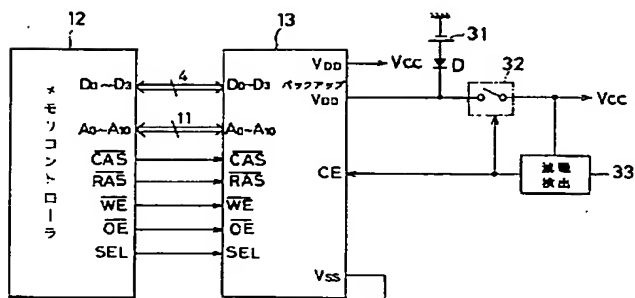 12
13
31
32
33
メモリコントローラ
D0~D3
4
D0~D3
A0~A10
11
A0~A10
CAS
CAS
RAS
RAS
WE
WE
OE
OE
SEL
SEL
VDD
VCC
バックアップ
VDD
D
VCC
CE
減電
検出
VSS